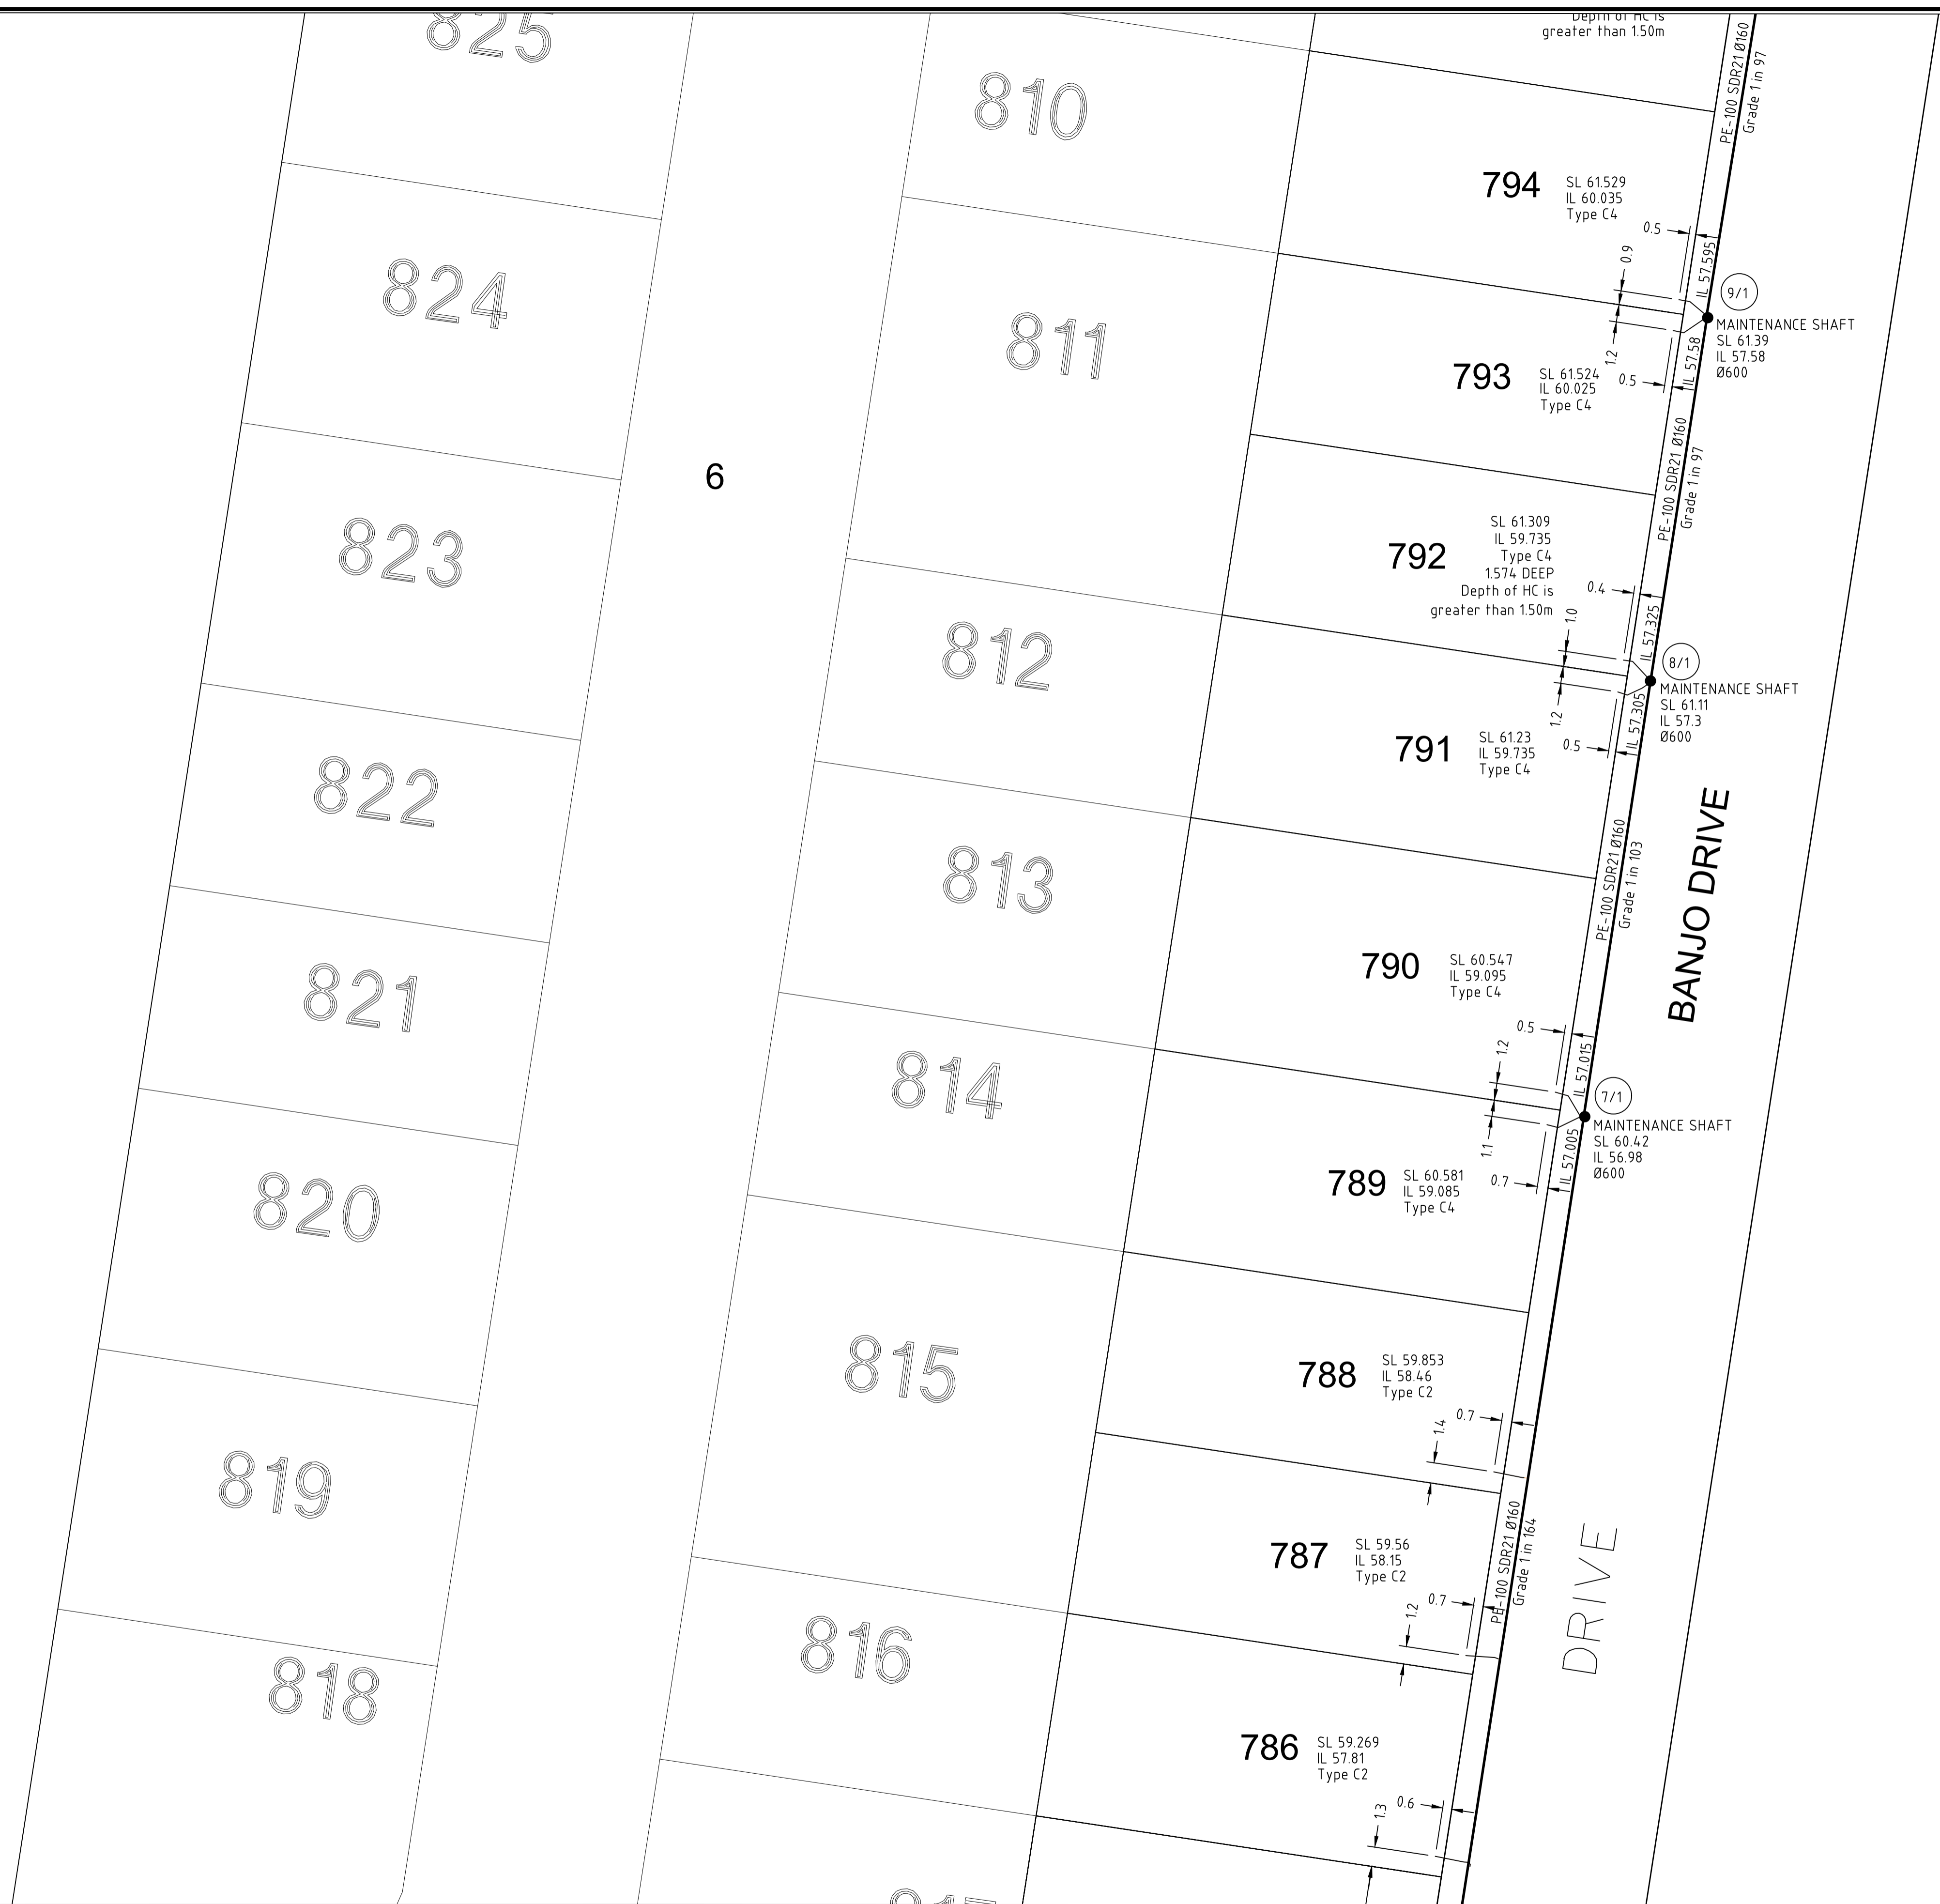 825
824
823
822
821
820
819
818
6
810
811
812
813
814
815
816
Depth of HC is
greater than 1.50m
PE-100 SDR21 Ø160
Grade 1 in 97
794
SL 61.529
IL 60.035
Type C4
0.5
0.9
IL 57.595
9/1
MAINTENANCE SHAFT
SL 61.39
IL 57.58
Ø600
793
SL 61.524
IL 60.025
Type C4
1.2
0.5
IL 57.58
PE-100 SDR21 Ø160
Grade 1 in 97
792
SL 61.309
IL 59.735
Type C4
1.574 DEEP
Depth of HC is
greater than 1.50m
0.4
1.0
IL 57.325
8/1
MAINTENANCE SHAFT
SL 61.11
IL 57.3
Ø600
791
SL 61.23
IL 59.735
Type C4
1.2
0.5
IL 57.305
PE-100 SDR21 Ø160
Grade 1 in 103
BANJO DRIVE
790
SL 60.547
IL 59.095
Type C4
0.5
1.2
IL 57.015
7/1
MAINTENANCE SHAFT
SL 60.42
IL 56.98
Ø600
789
SL 60.581
IL 59.085
Type C4
1.1
0.7
IL 57.005
788
SL 59.853
IL 58.46
Type C2
0.7
1.4
PE-100 SDR21 Ø160
Grade 1 in 164
787
SL 59.56
IL 58.15
Type C2
0.7
1.2
DRIVE
786
SL 59.269
IL 57.81
Type C2
0.6
1.3